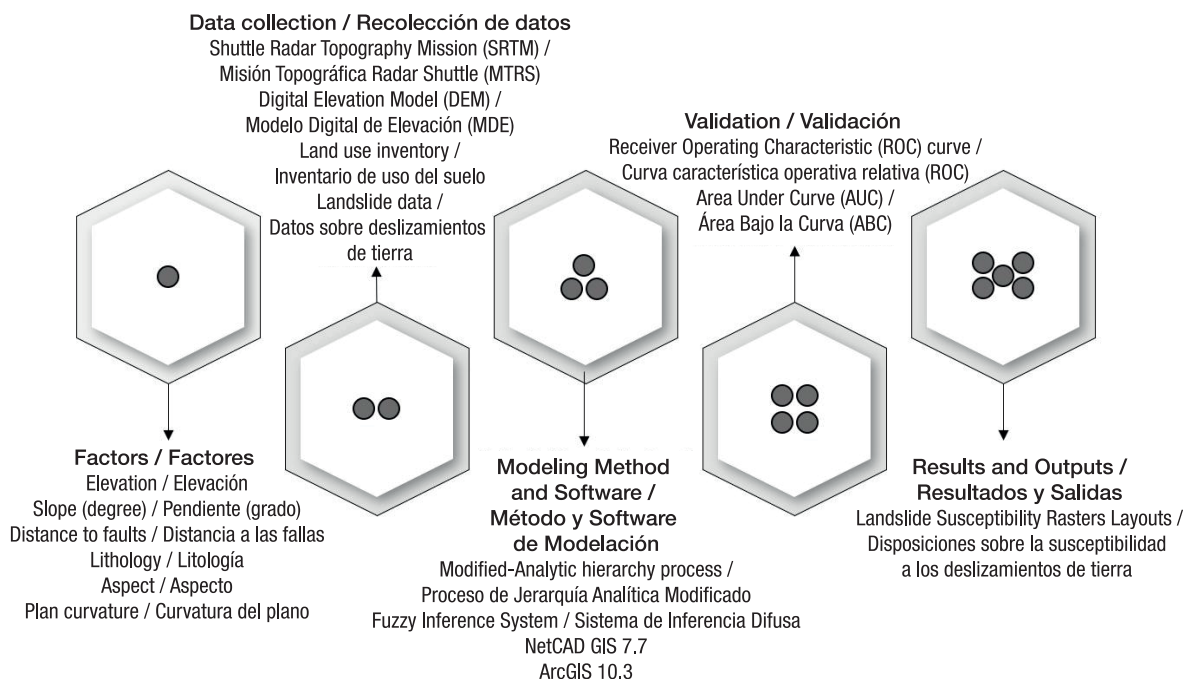 Data collection / Recolección de datos
Shuttle Radar Topography Mission (SRTM) /
Misión Topográfica Radar Shuttle (MTRS)
Digital Elevation Model (DEM) /
Modelo Digital de Elevación (MDE)
Land use inventory /
Inventario de uso del suelo
Landslide data /
Datos sobre deslizamientos
de tierra
Validation / Validación
Receiver Operating Characteristic (ROC) curve /
Curva característica operativa relativa (ROC)
Area Under Curve (AUC) /
Área Bajo la Curva (ABC)
Factors / Factores
Elevation / Elevación
Slope (degree) / Pendiente (grado)
Distance to faults / Distancia a las fallas
Lithology / Litología
Aspect / Aspecto
Plan curvature / Curvatura del plano
Modeling Method
and Software /
Método y Software
de Modelación
Modified-Analytic hierarchy process /
Proceso de Jerarquía Analítica Modificado
Fuzzy Inference System / Sistema de Inferencia Difusa
NetCAD GIS 7.7
ArcGIS 10.3
Results and Outputs /
Resultados y Salidas
Landslide Susceptibility Rasters Layouts /
Disposiciones sobre la susceptibilidad
a los deslizamientos de tierra